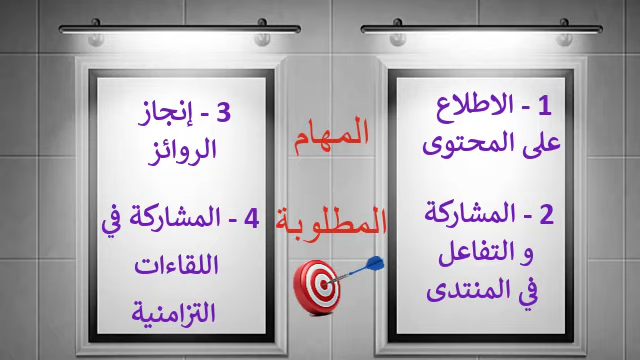 المهام
المطلوبة
1 - الاطلاع
على المحتوى
2 - المشاركة
و التفاعل
في المنتدى
3 - إنجاز
الروائز
4 - المشاركة في
اللقاءات
التزامنية